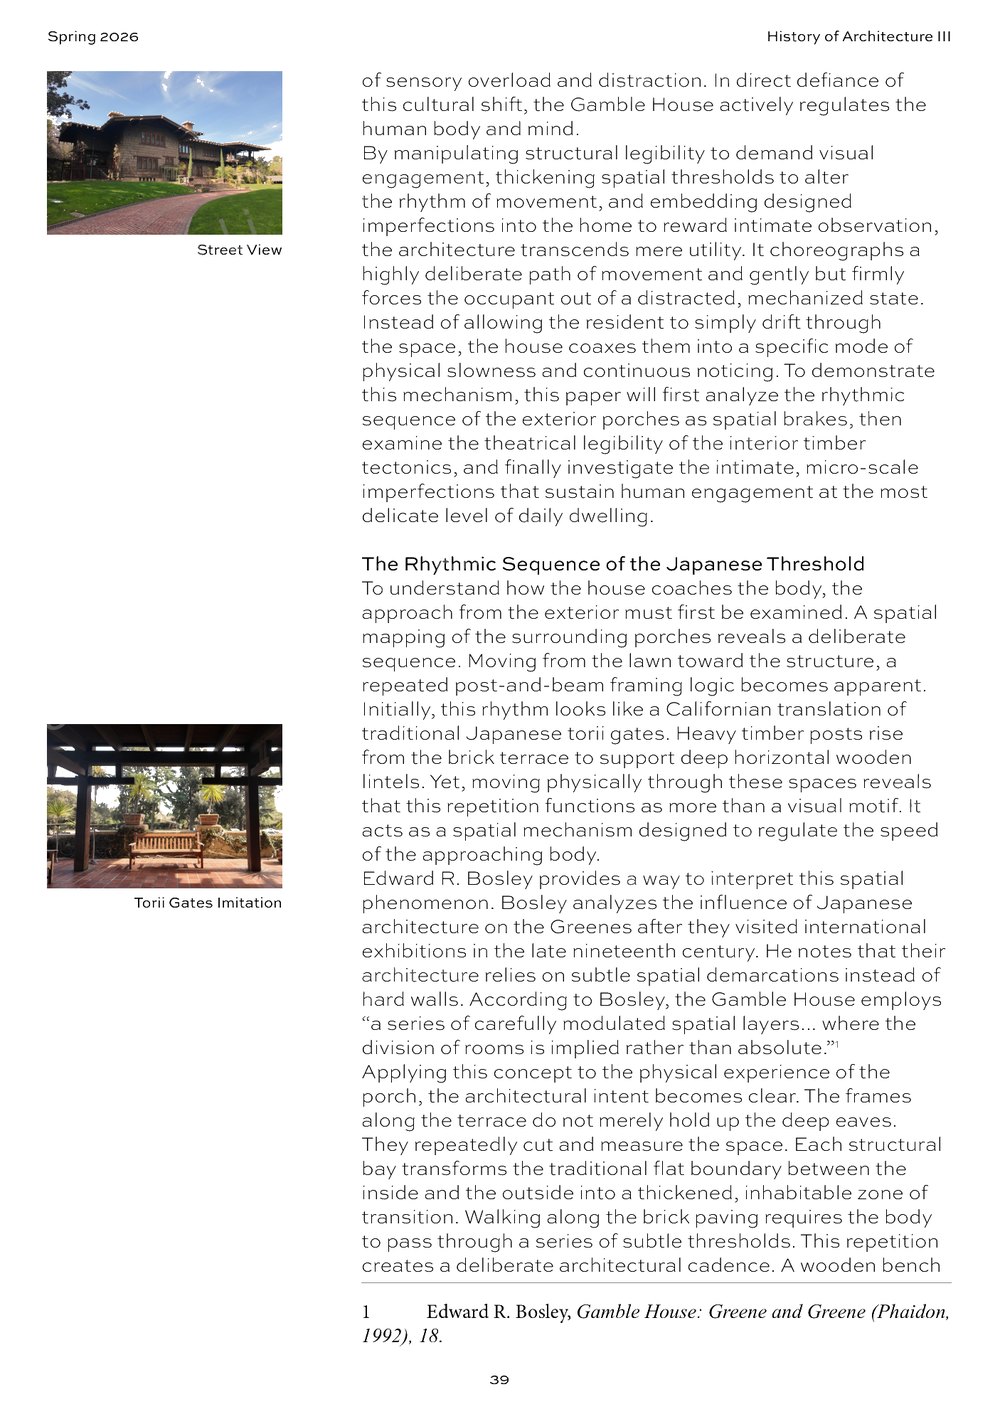 Spring 2026
History of Architecture III
Street View
of sensory overload and distraction. In direct defiance of
this cultural shift, the Gamble House actively regulates the
human body and mind.
By manipulating structural legibility to demand visual
engagement, thickening spatial thresholds to alter
the rhythm of movement, and embedding designed
imperfections into the home to reward intimate observation,
the architecture transcends mere utility. It choreographs a
highly deliberate path of movement and gently but firmly
forces the occupant out of a distracted, mechanized state.
Instead of allowing the resident to simply drift through
the space, the house coaxes them into a specific mode of
physical slowness and continuous noticing. To demonstrate
this mechanism, this paper will first analyze the rhythmic
sequence of the exterior porches as spatial brakes, then
examine the theatrical legibility of the interior timber
tectonics, and finally investigate the intimate, micro-scale
imperfections that sustain human engagement at the most
delicate level of daily dwelling.
The Rhythmic Sequence of the Japanese Threshold
To understand how the house coaches the body, the
approach from the exterior must first be examined. A spatial
mapping of the surrounding porches reveals a deliberate
sequence. Moving from the lawn toward the structure, a
repeated post-and-beam framing logic becomes apparent.
Initially, this rhythm looks like a Californian translation of
traditional Japanese torii gates. Heavy timber posts rise
from the brick terrace to support deep horizontal wooden
lintels. Yet, moving physically through these spaces reveals
that this repetition functions as more than a visual motif. It
acts as a spatial mechanism designed to regulate the speed
of the approaching body.
Torii Gates Imitation
Edward R. Bosley provides a way to interpret this spatial
phenomenon. Bosley analyzes the influence of Japanese
architecture on the Greenes after they visited international
exhibitions in the late nineteenth century. He notes that their
architecture relies on subtle spatial demarcations instead of
hard walls. According to Bosley, the Gamble House employs
“a series of carefully modulated spatial layers... where the
division of rooms is implied rather than absolute.”1
Applying this concept to the physical experience of the
porch, the architectural intent becomes clear. The frames
along the terrace do not merely hold up the deep eaves.
They repeatedly cut and measure the space. Each structural
bay transforms the traditional flat boundary between the
inside and the outside into a thickened, inhabitable zone of
transition. Walking along the brick paving requires the body
to pass through a series of subtle thresholds. This repetition
creates a deliberate architectural cadence. A wooden bench
1 Edward R. Bosley, Gamble House: Greene and Greene (Phaidon,
1992), 18.
39